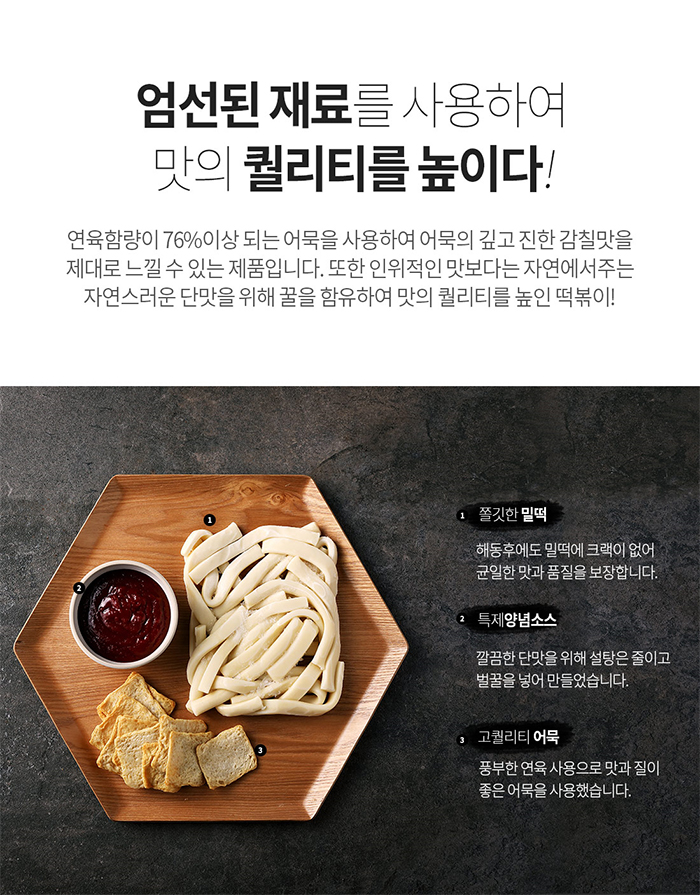 엄선된 재료를 사용하여
맛의 퀄리티를 높이다!
연육함량이 76%이상 되는 어묵을 사용하여 어묵의 깊고 진한 감칠맛을
제대로 느낄 수 있는 제품입니다. 또한 인위적인 맛보다는 자연에서주는
자연스러운 단맛을 위해 꿀을 함유하여 맛의 퀄리티를 높인 떡볶이!
1
2
3
1 쫄깃한 밀떡
해동후에도 밀떡에 크랙이 없어
균일한 맛과 품질을 보장합니다.
2 특제양념소스
깔끔한 단맛을 위해 설탕은 줄이고
벌꿀을 넣어 만들었습니다.
3 고퀄리티 어묵
풍부한 연육 사용으로 맛과 질이
좋은 어묵을 사용했습니다.